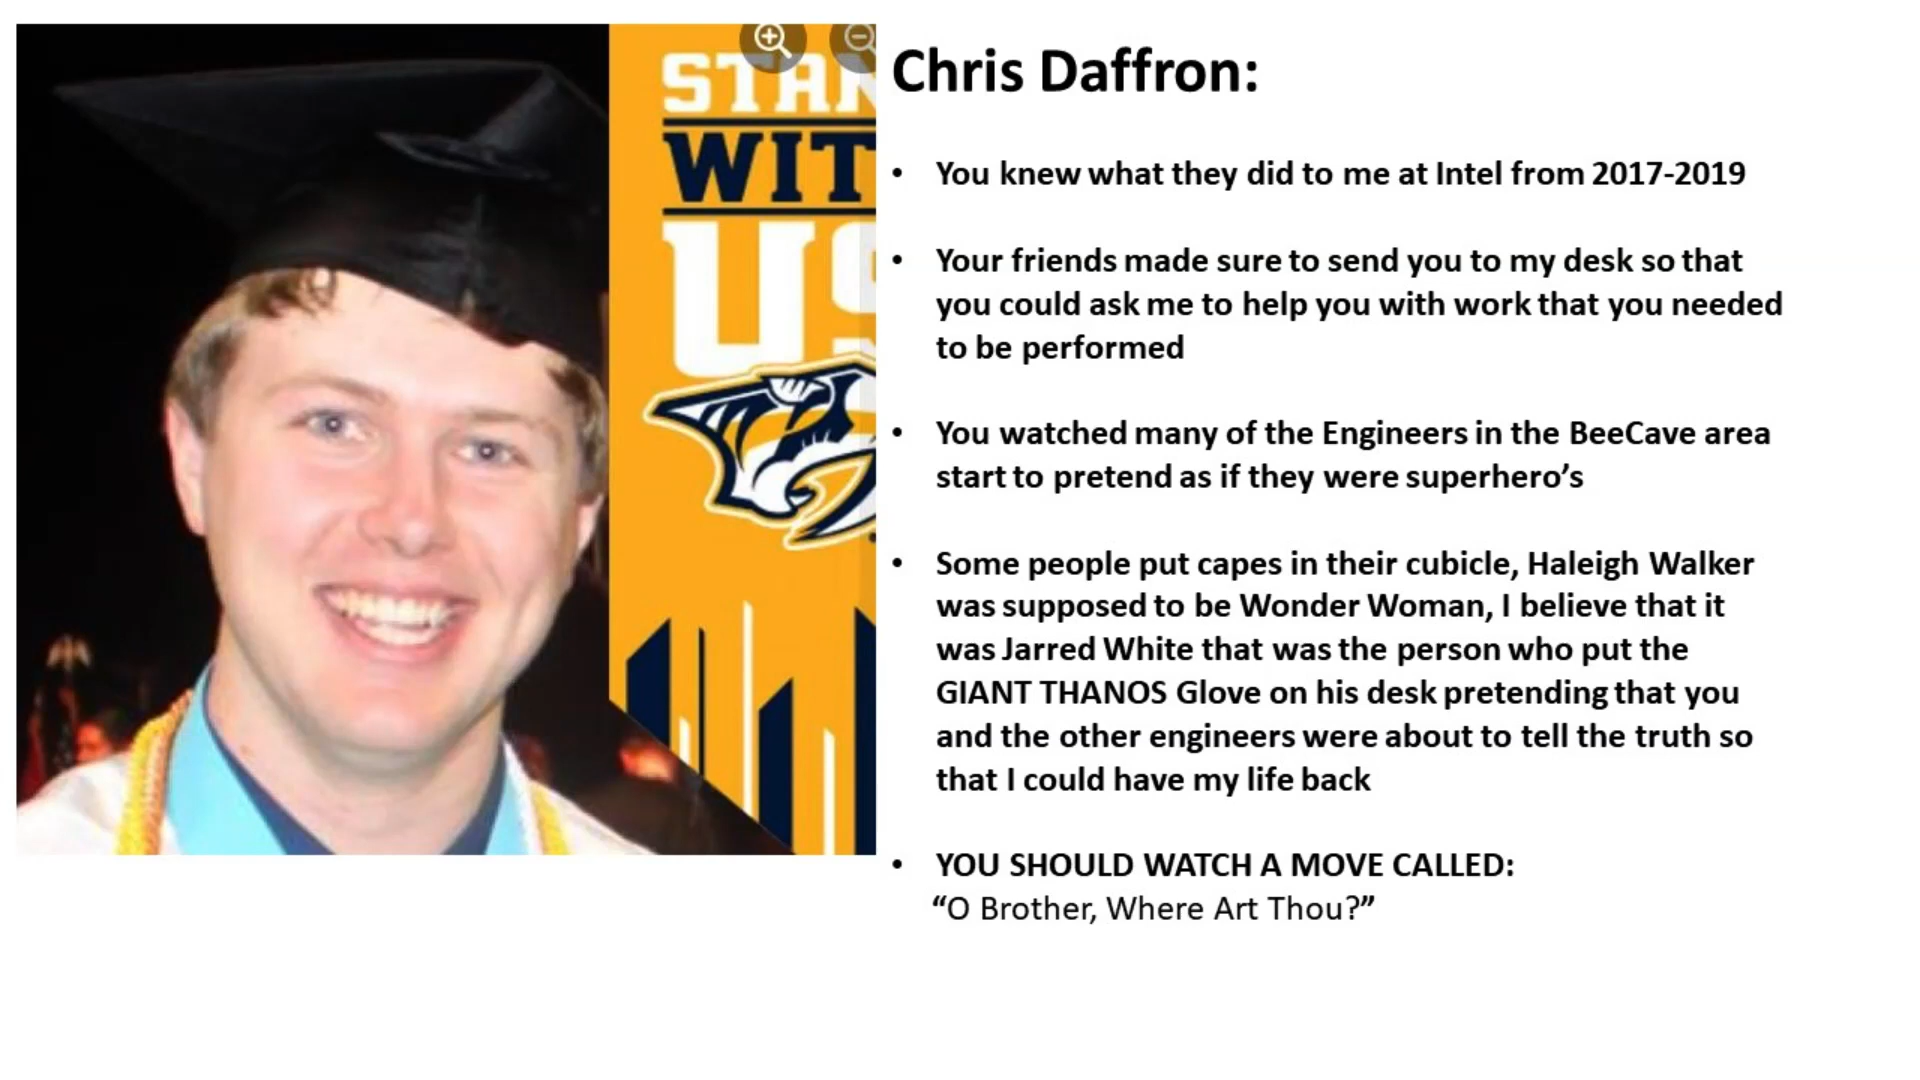 STAN
WIT
US
Chris Daffron:
• You knew what they did to me at Intel from 2017-2019
• Your friends made sure to send you to my desk so that
you could ask me to help you with work that you needed
to be performed
• You watched many of the Engineers in the BeeCave area
start to pretend as if they were superhero’s
• Some people put capes in their cubicle, Haleigh Walker
was supposed to be Wonder Woman, I believe that it
was Jarred White that was the person who put the
GIANT THANOS Glove on his desk pretending that you
and the other engineers were about to tell the truth so
that I could have my life back
• YOU SHOULD WATCH A MOVE CALLED:
“O Brother, Where Art Thou?”